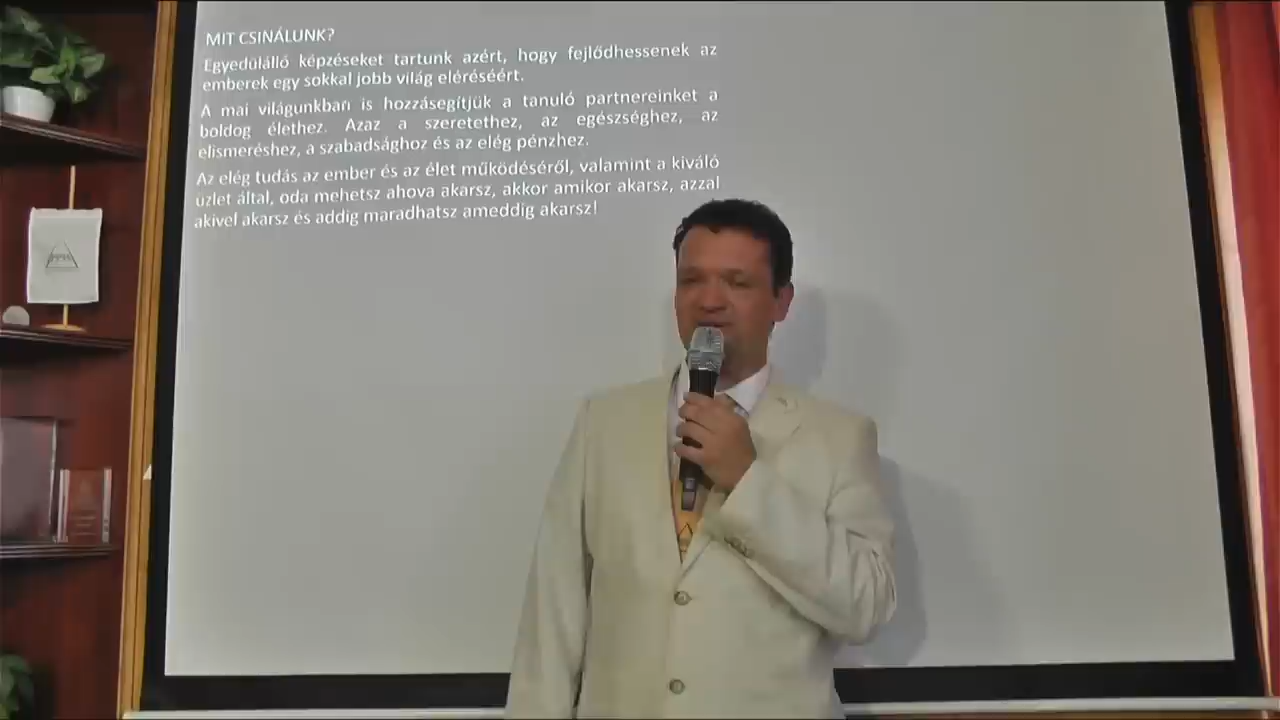 MIT CSINÁLUNK?
Egyedülálló képzéseket tartunk azért, hogy fejlődhessenek az
emberek egy sokkal jobb világ eléréséért.
A mai világunkban is hozzásegítjük a tanuló partnereinket a
boldog élethez. Azaz a szeretethez, az egészséghez, az
elismeréshez, a szabadsághoz és az elég pénzhez.
Az elég tudás az ember és az élet működéséről, valamint a kiváló
üzlet által, oda mehetsz ahova akarsz, akkor amikor akarsz, azzal
akivel akarsz és addig maradhatsz ameddig akarsz!